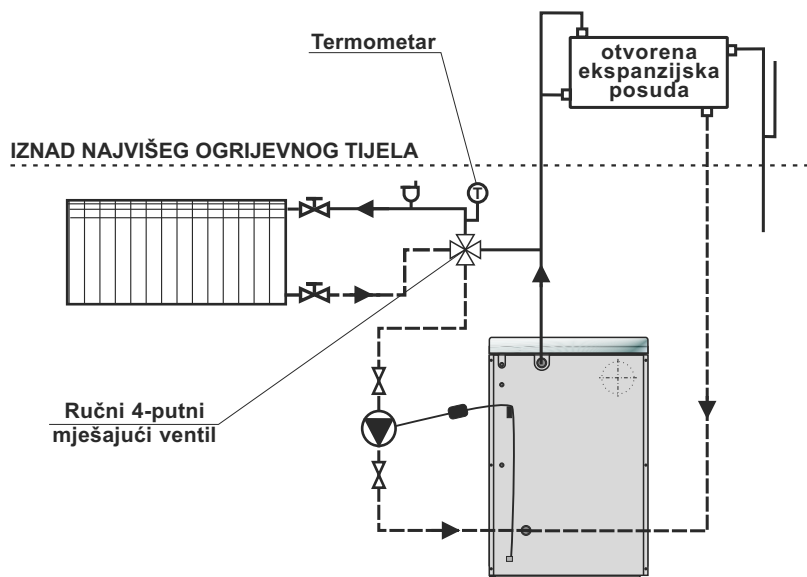 Termometar
otvorena
ekspanzijska
posuda
IZNAD NAJVIŠEG OGRIJEVNOG TIJELA
T
Ručni 4-putni
mješajući ventil